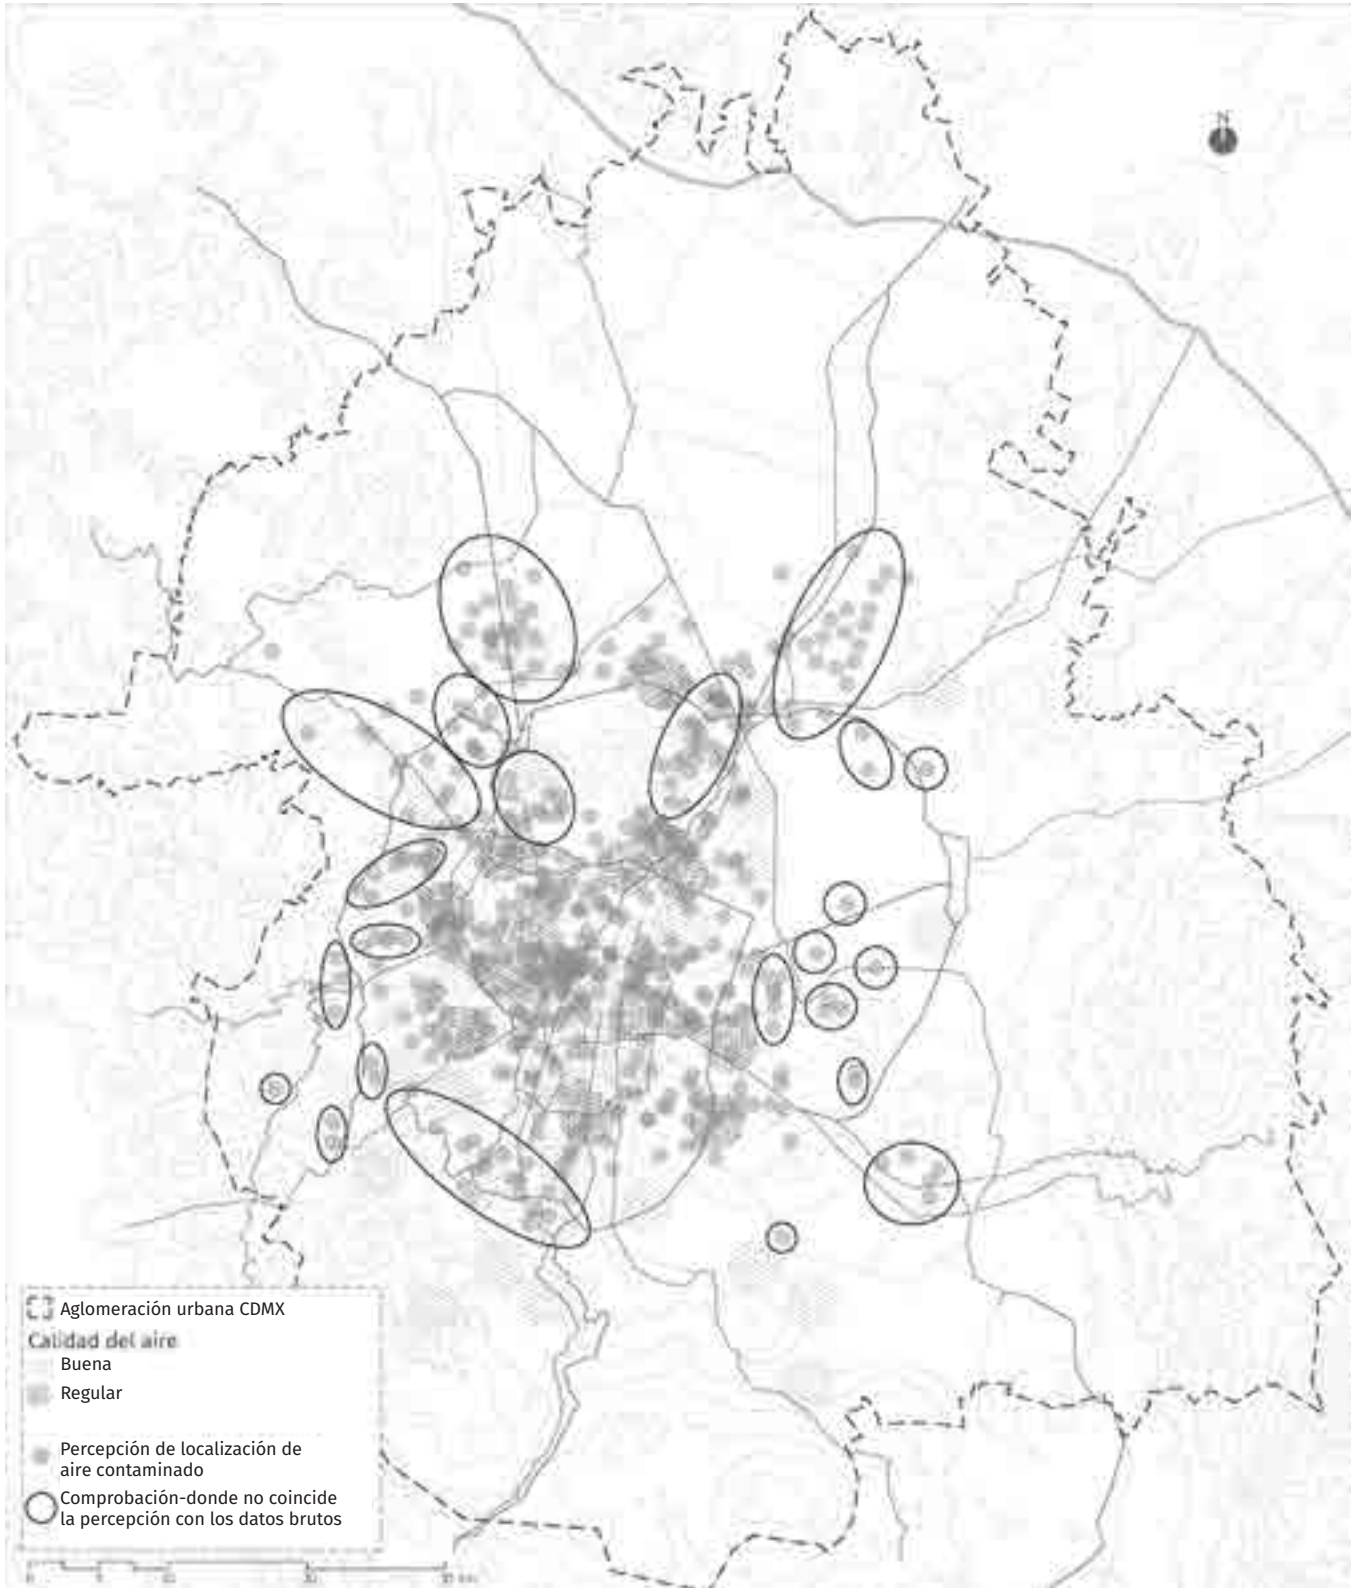 N
Aglomeración urbana CDMX
Calidad del aire
Buena
Regular
Percepción de localización de
aire contaminado
Comprobación-donde no coincide
la percepción con los datos brutos